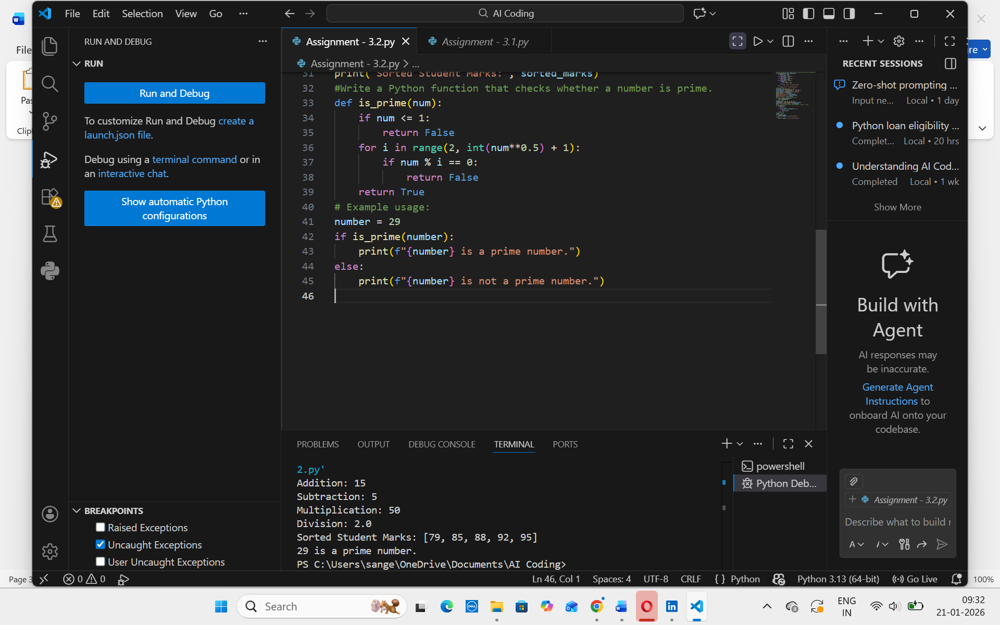 File Edit Selection View Go ··· AI Coding
W
File
Pas
Clip
Page 3
re
100%
RUN AND DEBUG
RUN
Run and Debug
To customize Run and Debug create a
launch.json file.
Debug using a terminal command or in
an interactive chat.
Show automatic Python
configurations
BREAKPOINTS
Raised Exceptions
Uncaught Exceptions
User Uncaught Exceptions
Assignment - 3.2.py
Assignment - 3.1.py
Assignment - 3.2.py > ...
31 print("Sorted Student Marks:", sorted_marks)
32 #Write a Python function that checks whether a number is prime.
33 def is_prime(num):
34 if num <= 1:
35 return False
36 for i in range(2, int(num**0.5) + 1):
37 if num % i == 0:
38 return False
39 return True
40 # Example usage:
41 number = 29
42 if is_prime(number):
43 print(f"{number} is a prime number.")
44 else:
45 print(f"{number} is not a prime number.")
46
PROBLEMS OUTPUT DEBUG CONSOLE TERMINAL PORTS
2.py'
Addition: 15
Subtraction: 5
Multiplication: 50
Division: 2.0
Sorted Student Marks: [79, 85, 88, 92, 95]
29 is a prime number.
PS C:\Users\sange\OneDrive\Documents\AI Coding>
powershell
Python Deb...
RECENT SESSIONS
Zero-shot prompting ...
Input ne... Local • 1 day
Python loan eligibility ...
Complet... Local • 20 hrs
Understanding AI Cod...
Completed Local • 1 wk
Show More
Build with
Agent
AI responses may
be inaccurate.
Generate Agent
Instructions to
onboard AI onto your
codebase.
Assignment - 3.2.py
Describe what to build
A
0 0
Ln 46, Col 1 Spaces: 4 UTF-8 CRLF { } Python Python 3.13 (64-bit) Go Live
Search
DELL
in
ENG
IN
09:32
21-01-2026